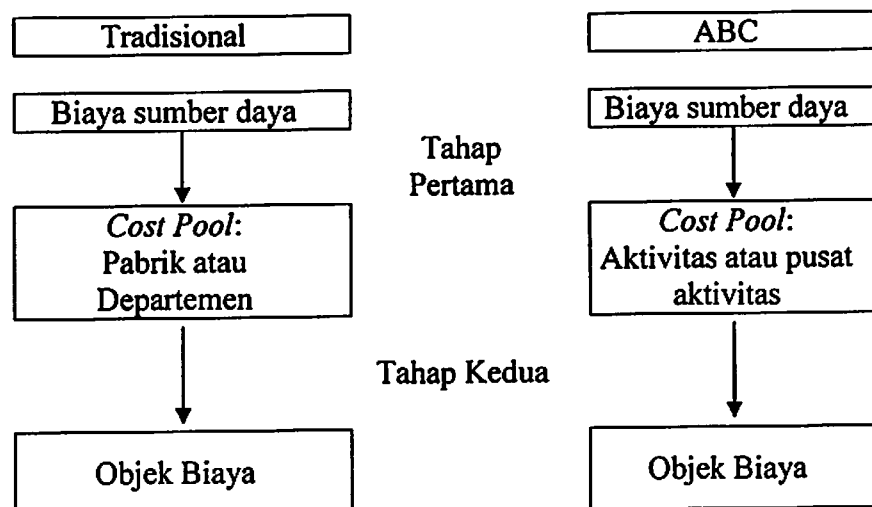 Tradisional
ABC
Biaya sumber daya
Biaya sumber daya
Tahap
Pertama
Cost Pool:
Pabrik atau
Departemen
Cost Pool:
Aktivitas atau pusat
aktivitas
Tahap Kedua
Objek Biaya
Objek Biaya